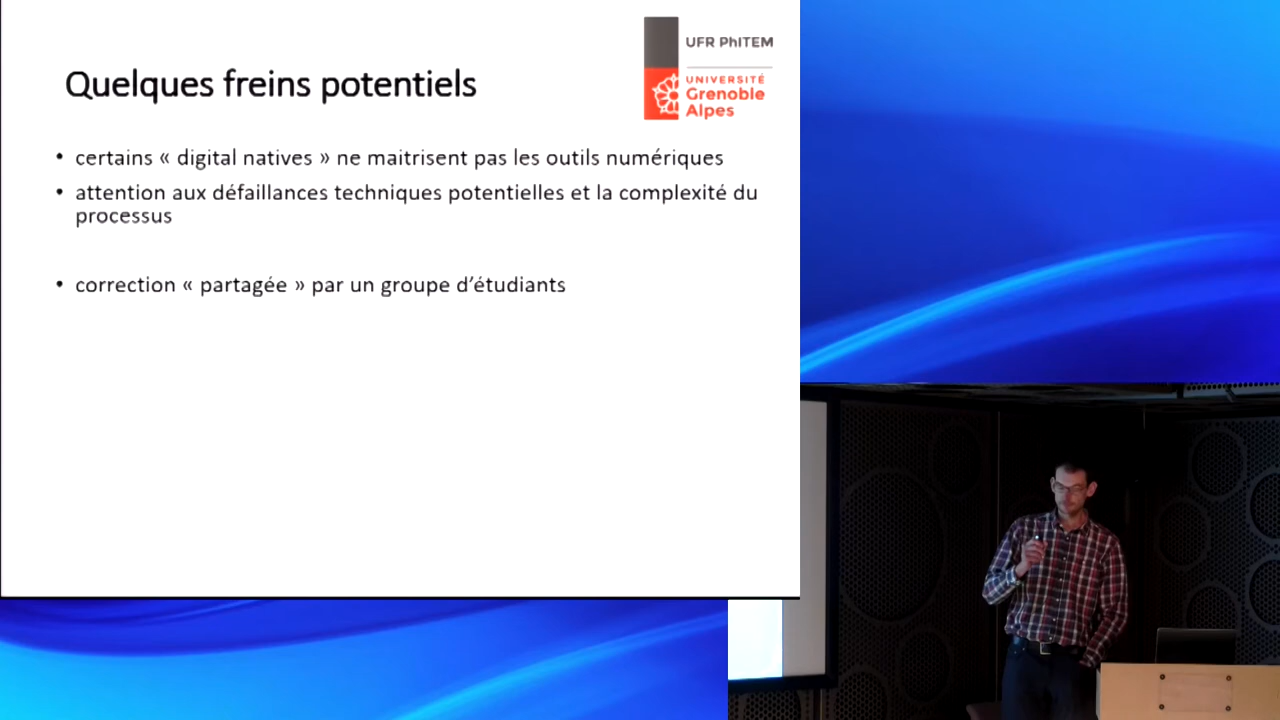 UFR PhITEM
UNIVERSITÉ
Grenoble
Alpes
Quelques freins potentiels
• certains « digital natives » ne maitrisent pas les outils numériques
• attention aux défaillances techniques potentielles et la complexité du
processus
• correction « partagée » par un groupe d’étudiants